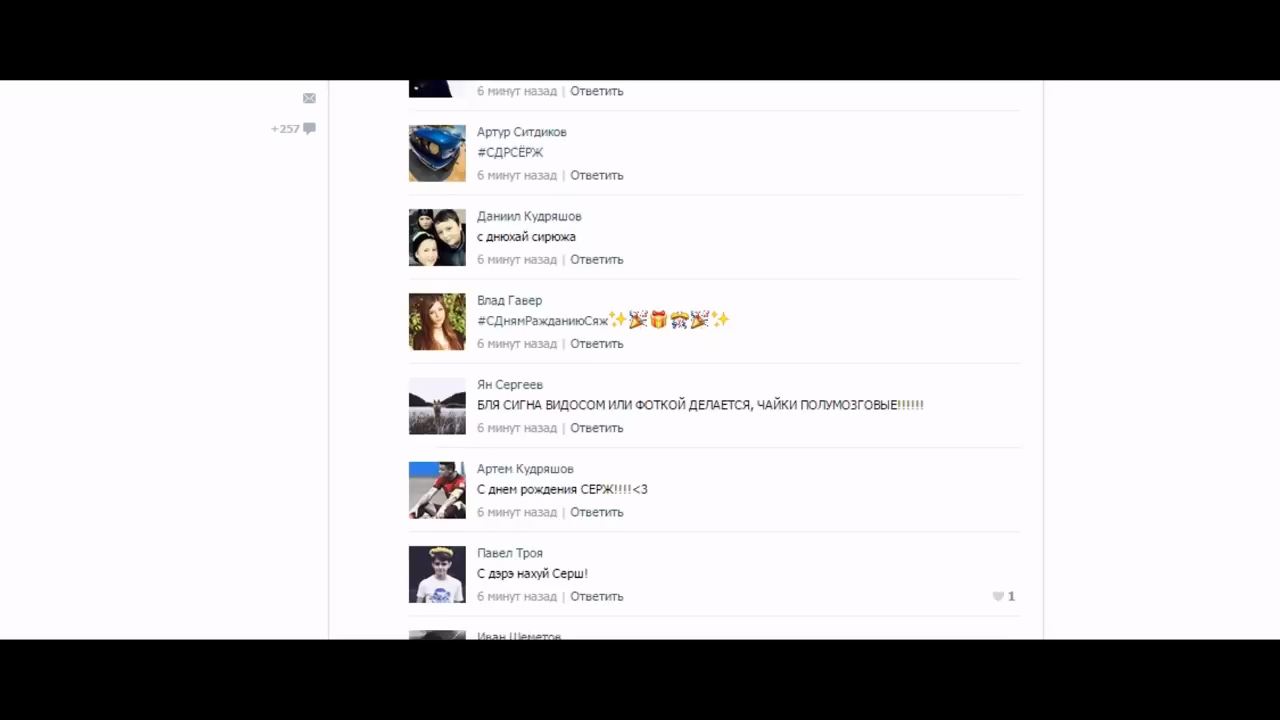 6 минут назад | Ответить
+257
Артур Ситдиков
#СДРСЁРЖ
6 минут назад | Ответить
Даниил Кудряшов
с днюхай сирюжа
6 минут назад | Ответить
Влад Гавер
#СДнямРажданиюСяж✨🎉🎁🎊🎉✨
6 минут назад | Ответить
Ян Сергеев
БЛЯ СИГНА ВИДОСОМ ИЛИ ФОТКОЙ ДЕЛАЕТСЯ, ЧАЙКИ ПОЛУМОЗГОВЫЕ!!!!!!
6 минут назад | Ответить
Артем Кудряшов
С днем рождения СЕРЖ!!!!<3
6 минут назад | Ответить
Павел Троя
С дэрэ нахуй Серш!
6 минут назад | Ответить
1
Иван Шеметов